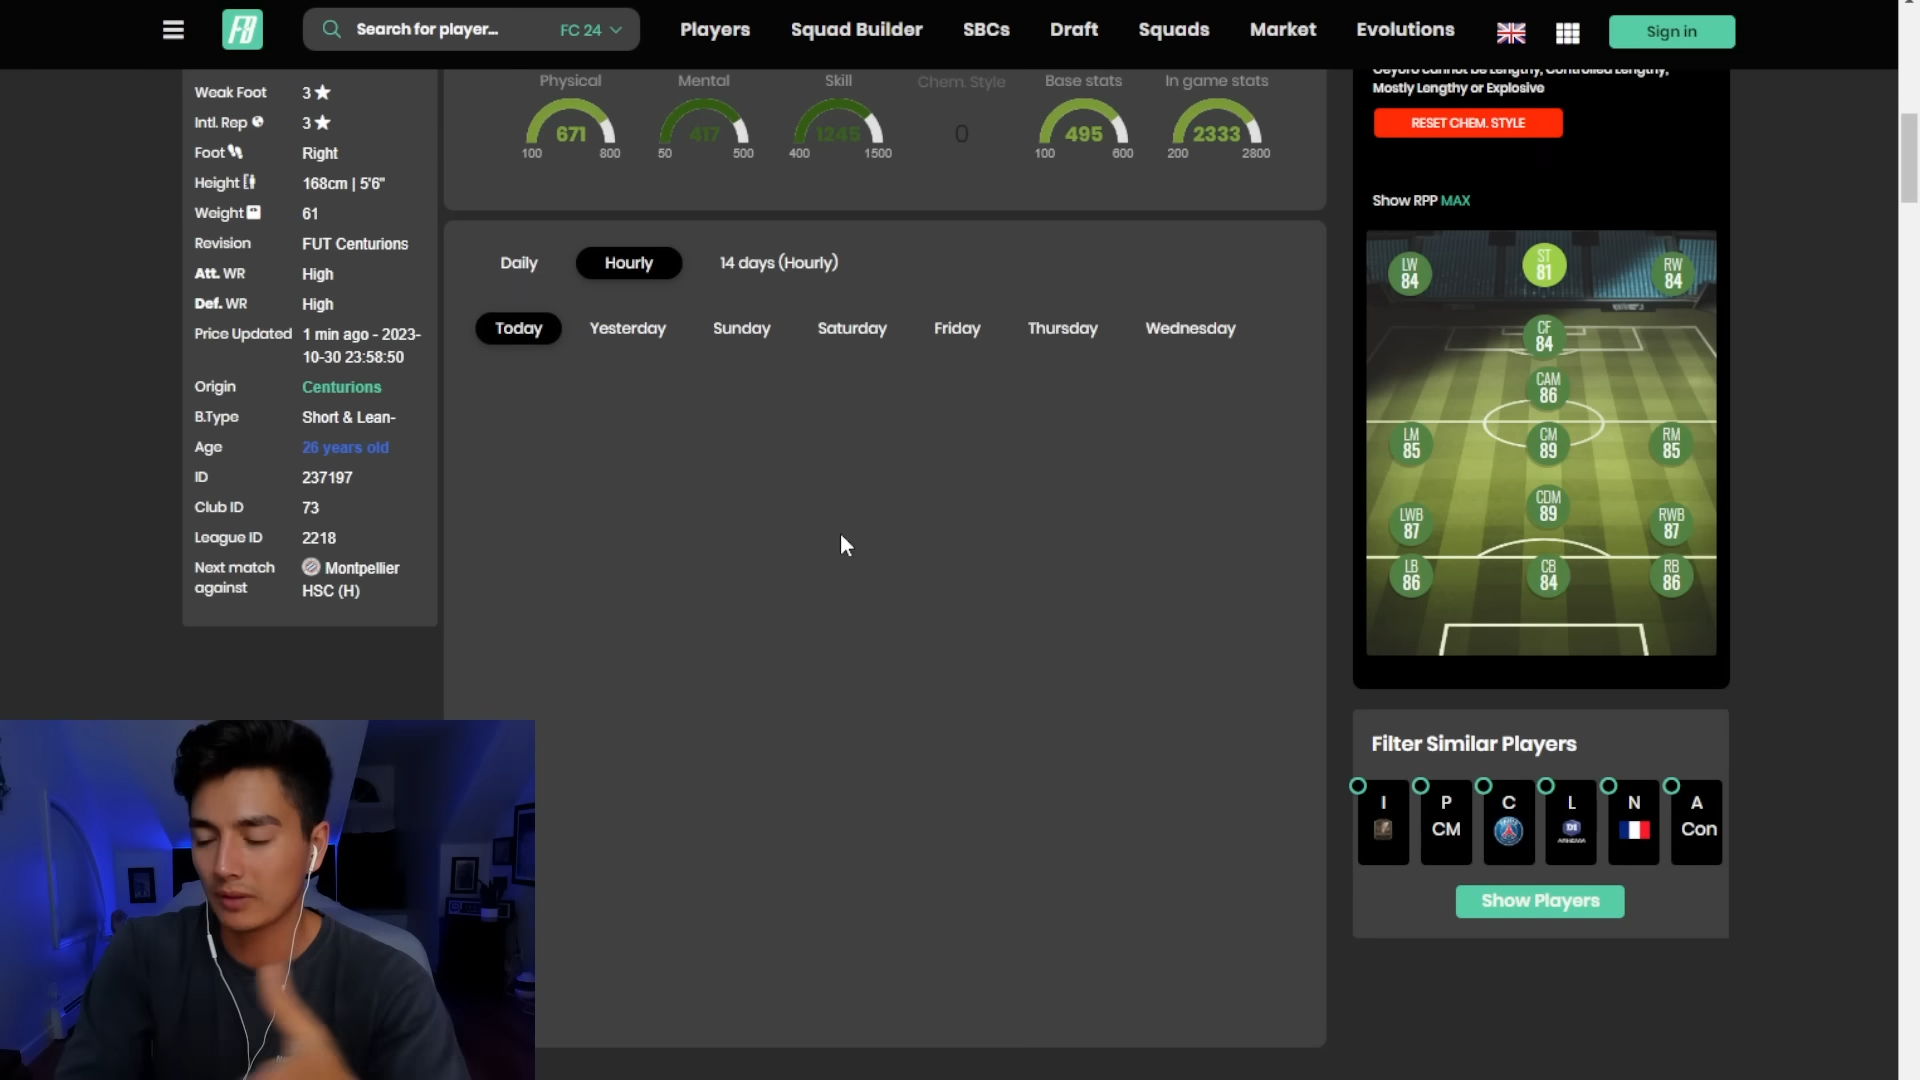 Search for player...
FC 24
Players
Squad Builder
SBCs
Draft
Squads
Market
Evolutions
Sign in
Weak Foot 3
Intl. Rep 3
Foot Right
Height 168cm | 5'6"
Weight 61
Revision FUT Centurions
Att. WR High
Def. WR High
Price Updated 1 min ago - 2023-
10-30 23:58:50
Origin Centurions
B.Type Short & Lean-
Age 26 years old
ID 237197
Club ID 73
League ID 2218
Next match Montpellier
against HSC (H)
Physical Mental Skill Chem. Style Base stats In game stats
671 417 1245 0 495 2333
100 800 50 500 400 1500 100 600 200 2800
Daily Hourly 14 days (Hourly)
Today Yesterday Sunday Saturday Friday Thursday Wednesday
Geyoro cannot be Lengthy, Controlled Lengthy,
Mostly Lengthy or Explosive
RESET CHEM. STYLE
Show RPP MAX
LW ST RW
84 81 84
CF
84
CAM
86
LM CM RM
85 89 85
CDM
89
LWB RWB
87 87
LB CB RB
86 84 86
Filter Similar Players
I P C L N A
CM Con
Show Players